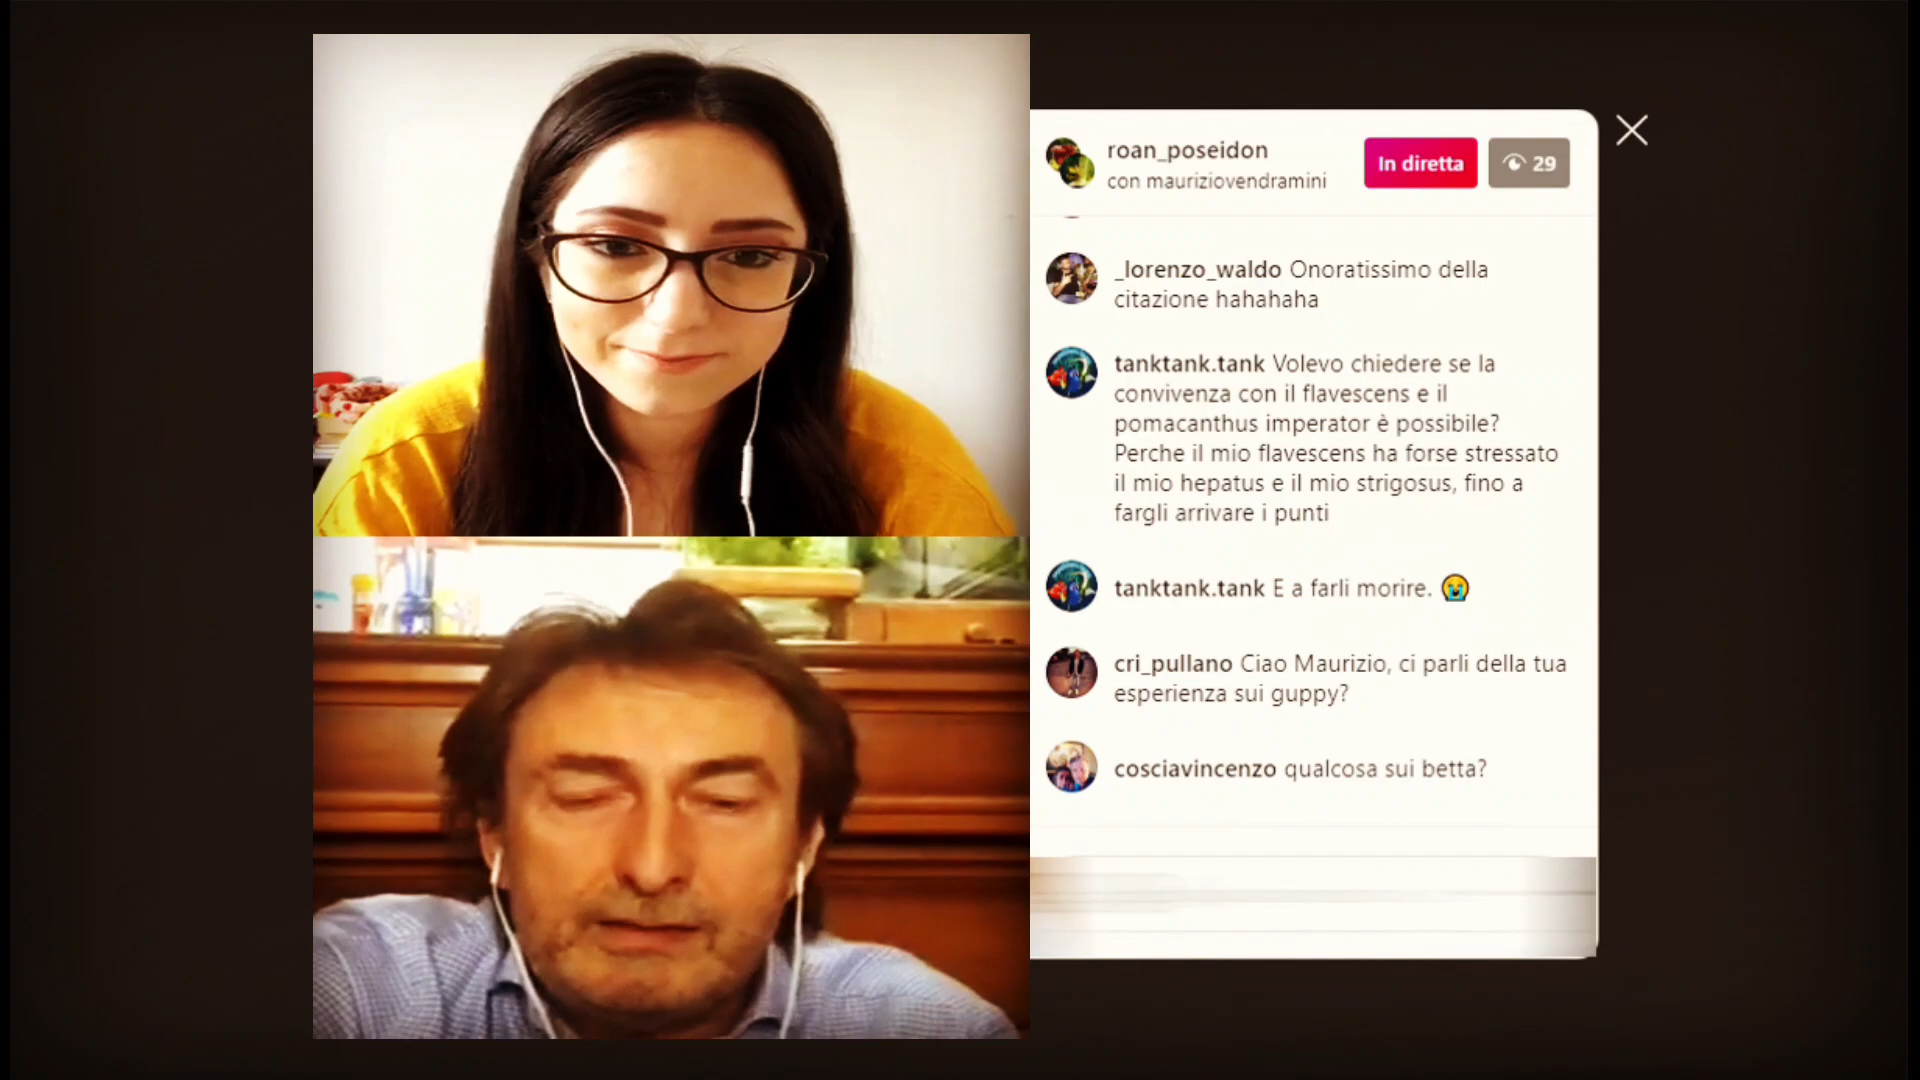 roan_poseidon
con mauriziovendramini
In diretta
29
_lorenzo_waldo Onoratissimo della
citazione hahahaha
tanktank.tank Volevo chiedere se la
convivenza con il flavescens e il
pomacanthus imperator è possibile?
Perche il mio flavescens ha forse stressato
il mio hepatus e il mio strigosus, fino a
fargli arrivare i punti
tanktank.tank E a farli morire. 😭
cri_pullano Ciao Maurizio, ci parli della tua
esperienza sui guppy?
cosciavincenzo qualcosa sui betta?